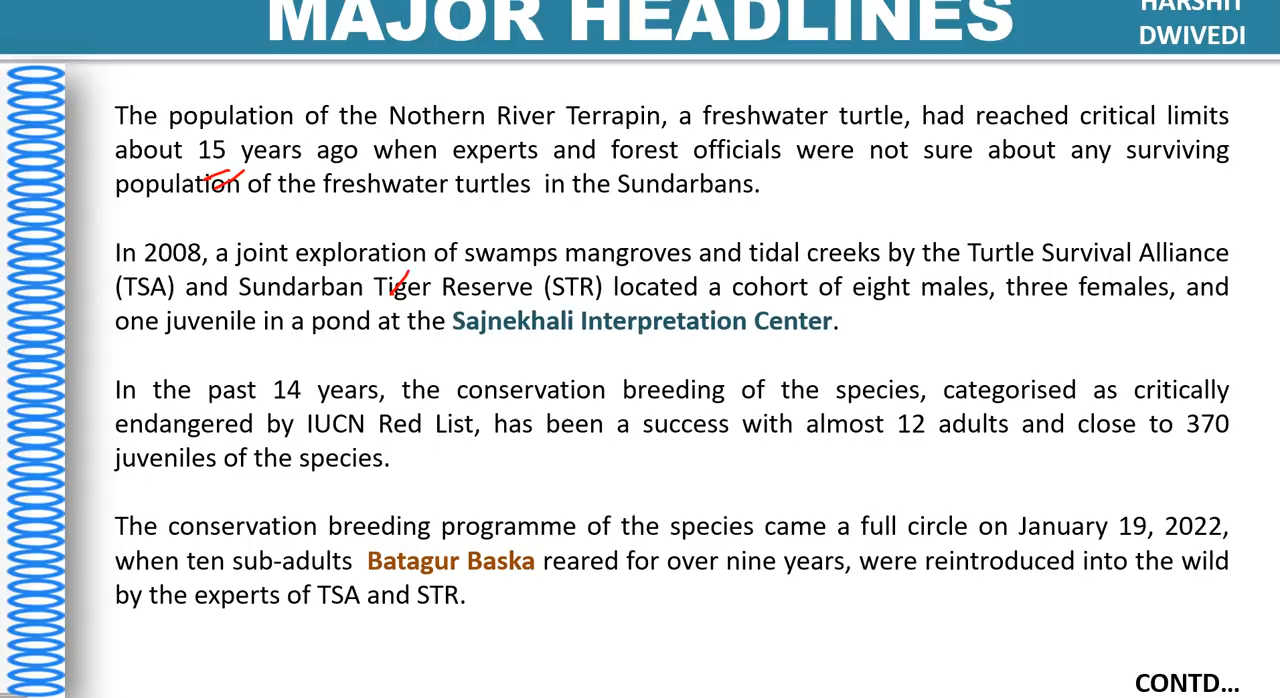 MAJOR HEADLINES
HARSHIT
DWIVEDI
The population of the Nothern River Terrapin, a freshwater turtle, had reached critical limits
about 15 years ago when experts and forest officials were not sure about any surviving
population of the freshwater turtles in the Sundarbans.
In 2008, a joint exploration of swamps mangroves and tidal creeks by the Turtle Survival Alliance
(TSA) and Sundarban Tiger Reserve (STR) located a cohort of eight males, three females, and
one juvenile in a pond at the Sajnekhali Interpretation Center.
In the past 14 years, the conservation breeding of the species, categorised as critically
endangered by IUCN Red List, has been a success with almost 12 adults and close to 370
juveniles of the species.
The conservation breeding programme of the species came a full circle on January 19, 2022,
when ten sub-adults Batagur Baska reared for over nine years, were reintroduced into the wild
by the experts of TSA and STR.
CONTD...